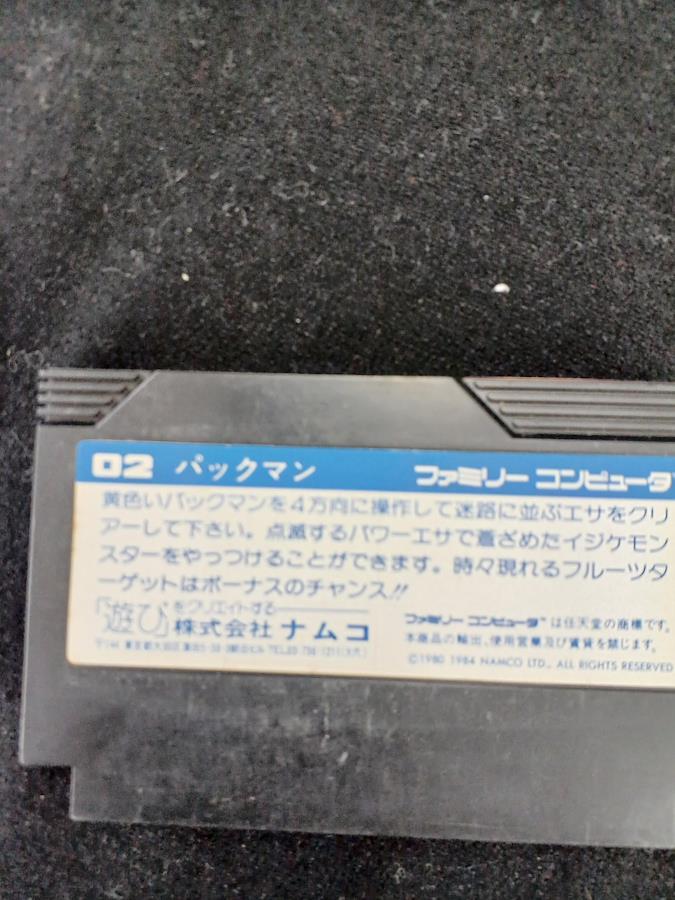 02 パックマン ファミリー コンピュータ™
黄色いパックマンを4方向に操作して迷路に並ぶエサをクリ
アーして下さい。点滅するパワーエサで蒼ざめたイジケモン
スターをやっつけることができます。時々現れるフルーツタ
ーゲットはボーナスのチャンス!!
「遊び」をクリエイトする
株式会社 ナムコ
ファミリー コンピュータ™は任天堂の商標です。
本商品の輸出、使用営業及び賃貸を禁じます。
©1980 1984 NAMCO LTD., ALL RIGHTS RESERVED